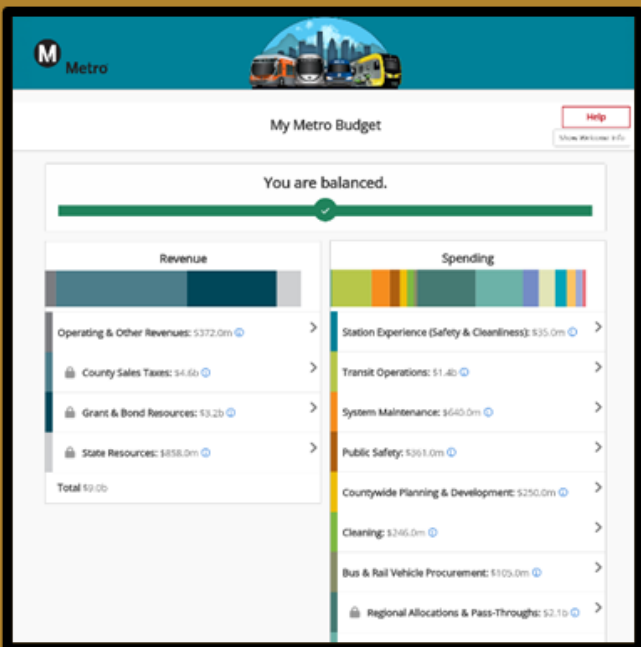 M
Metro
My Metro Budget
Help
Show Welcome Info
You are balanced.
Revenue
Operating & Other Revenues: $372.0m
County Sales Taxes: $4.6b
Grant & Bond Resources: $3.2b
State Resources: $858.0m
Total $9.0b
Spending
Station Experience (Safety & Cleanliness): $35.0m
Transit Operations: $1.4b
System Maintenance: $640.0m
Public Safety: $361.0m
Countywide Planning & Development: $250.0m
Cleaning: $246.0m
Bus & Rail Vehicle Procurement: $105.0m
Regional Allocations & Pass-Throughs: $2.1b